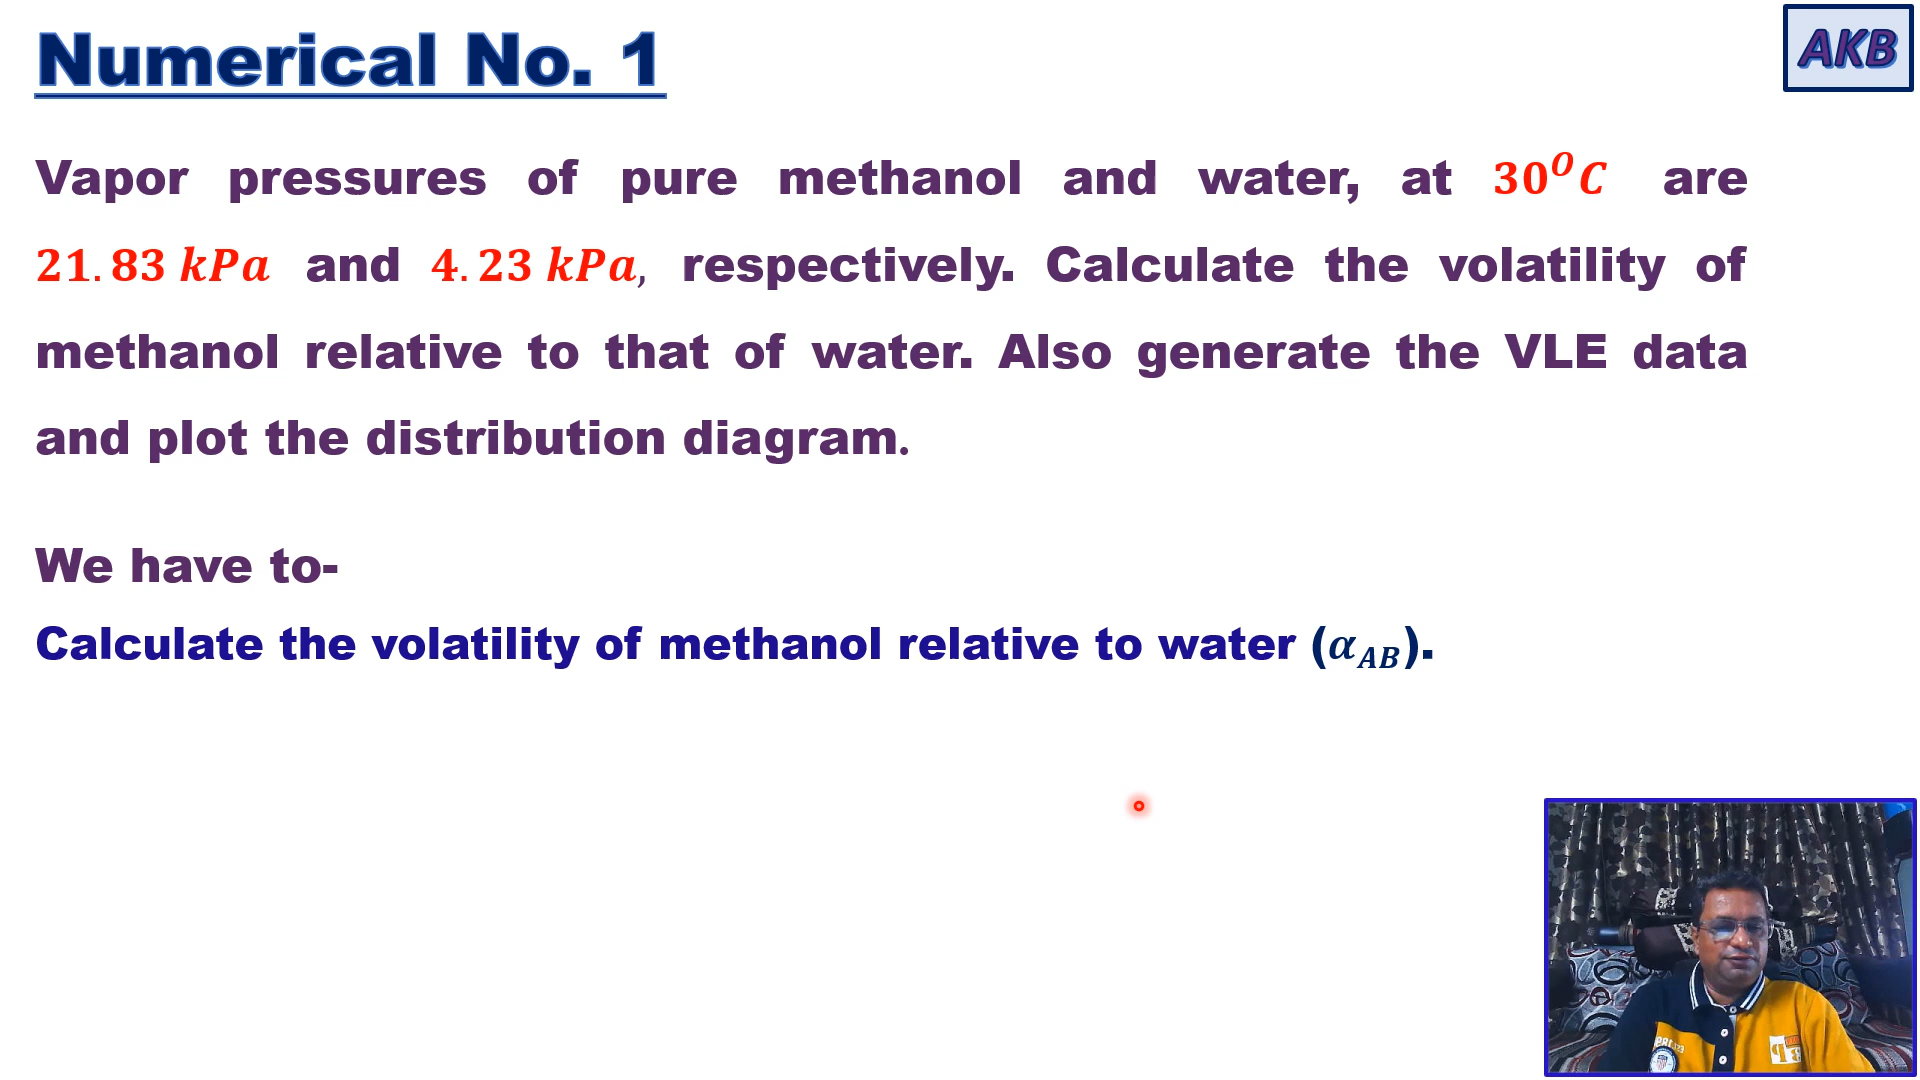 Numerical No. 1
AKB
Vapor pressures of pure methanol and water, at 30°C are
21.83 kPa and 4.23 kPa, respectively. Calculate the volatility of
methanol relative to that of water. Also generate the VLE data
and plot the distribution diagram.
We have to-
Calculate the volatility of methanol relative to water (α_AB).